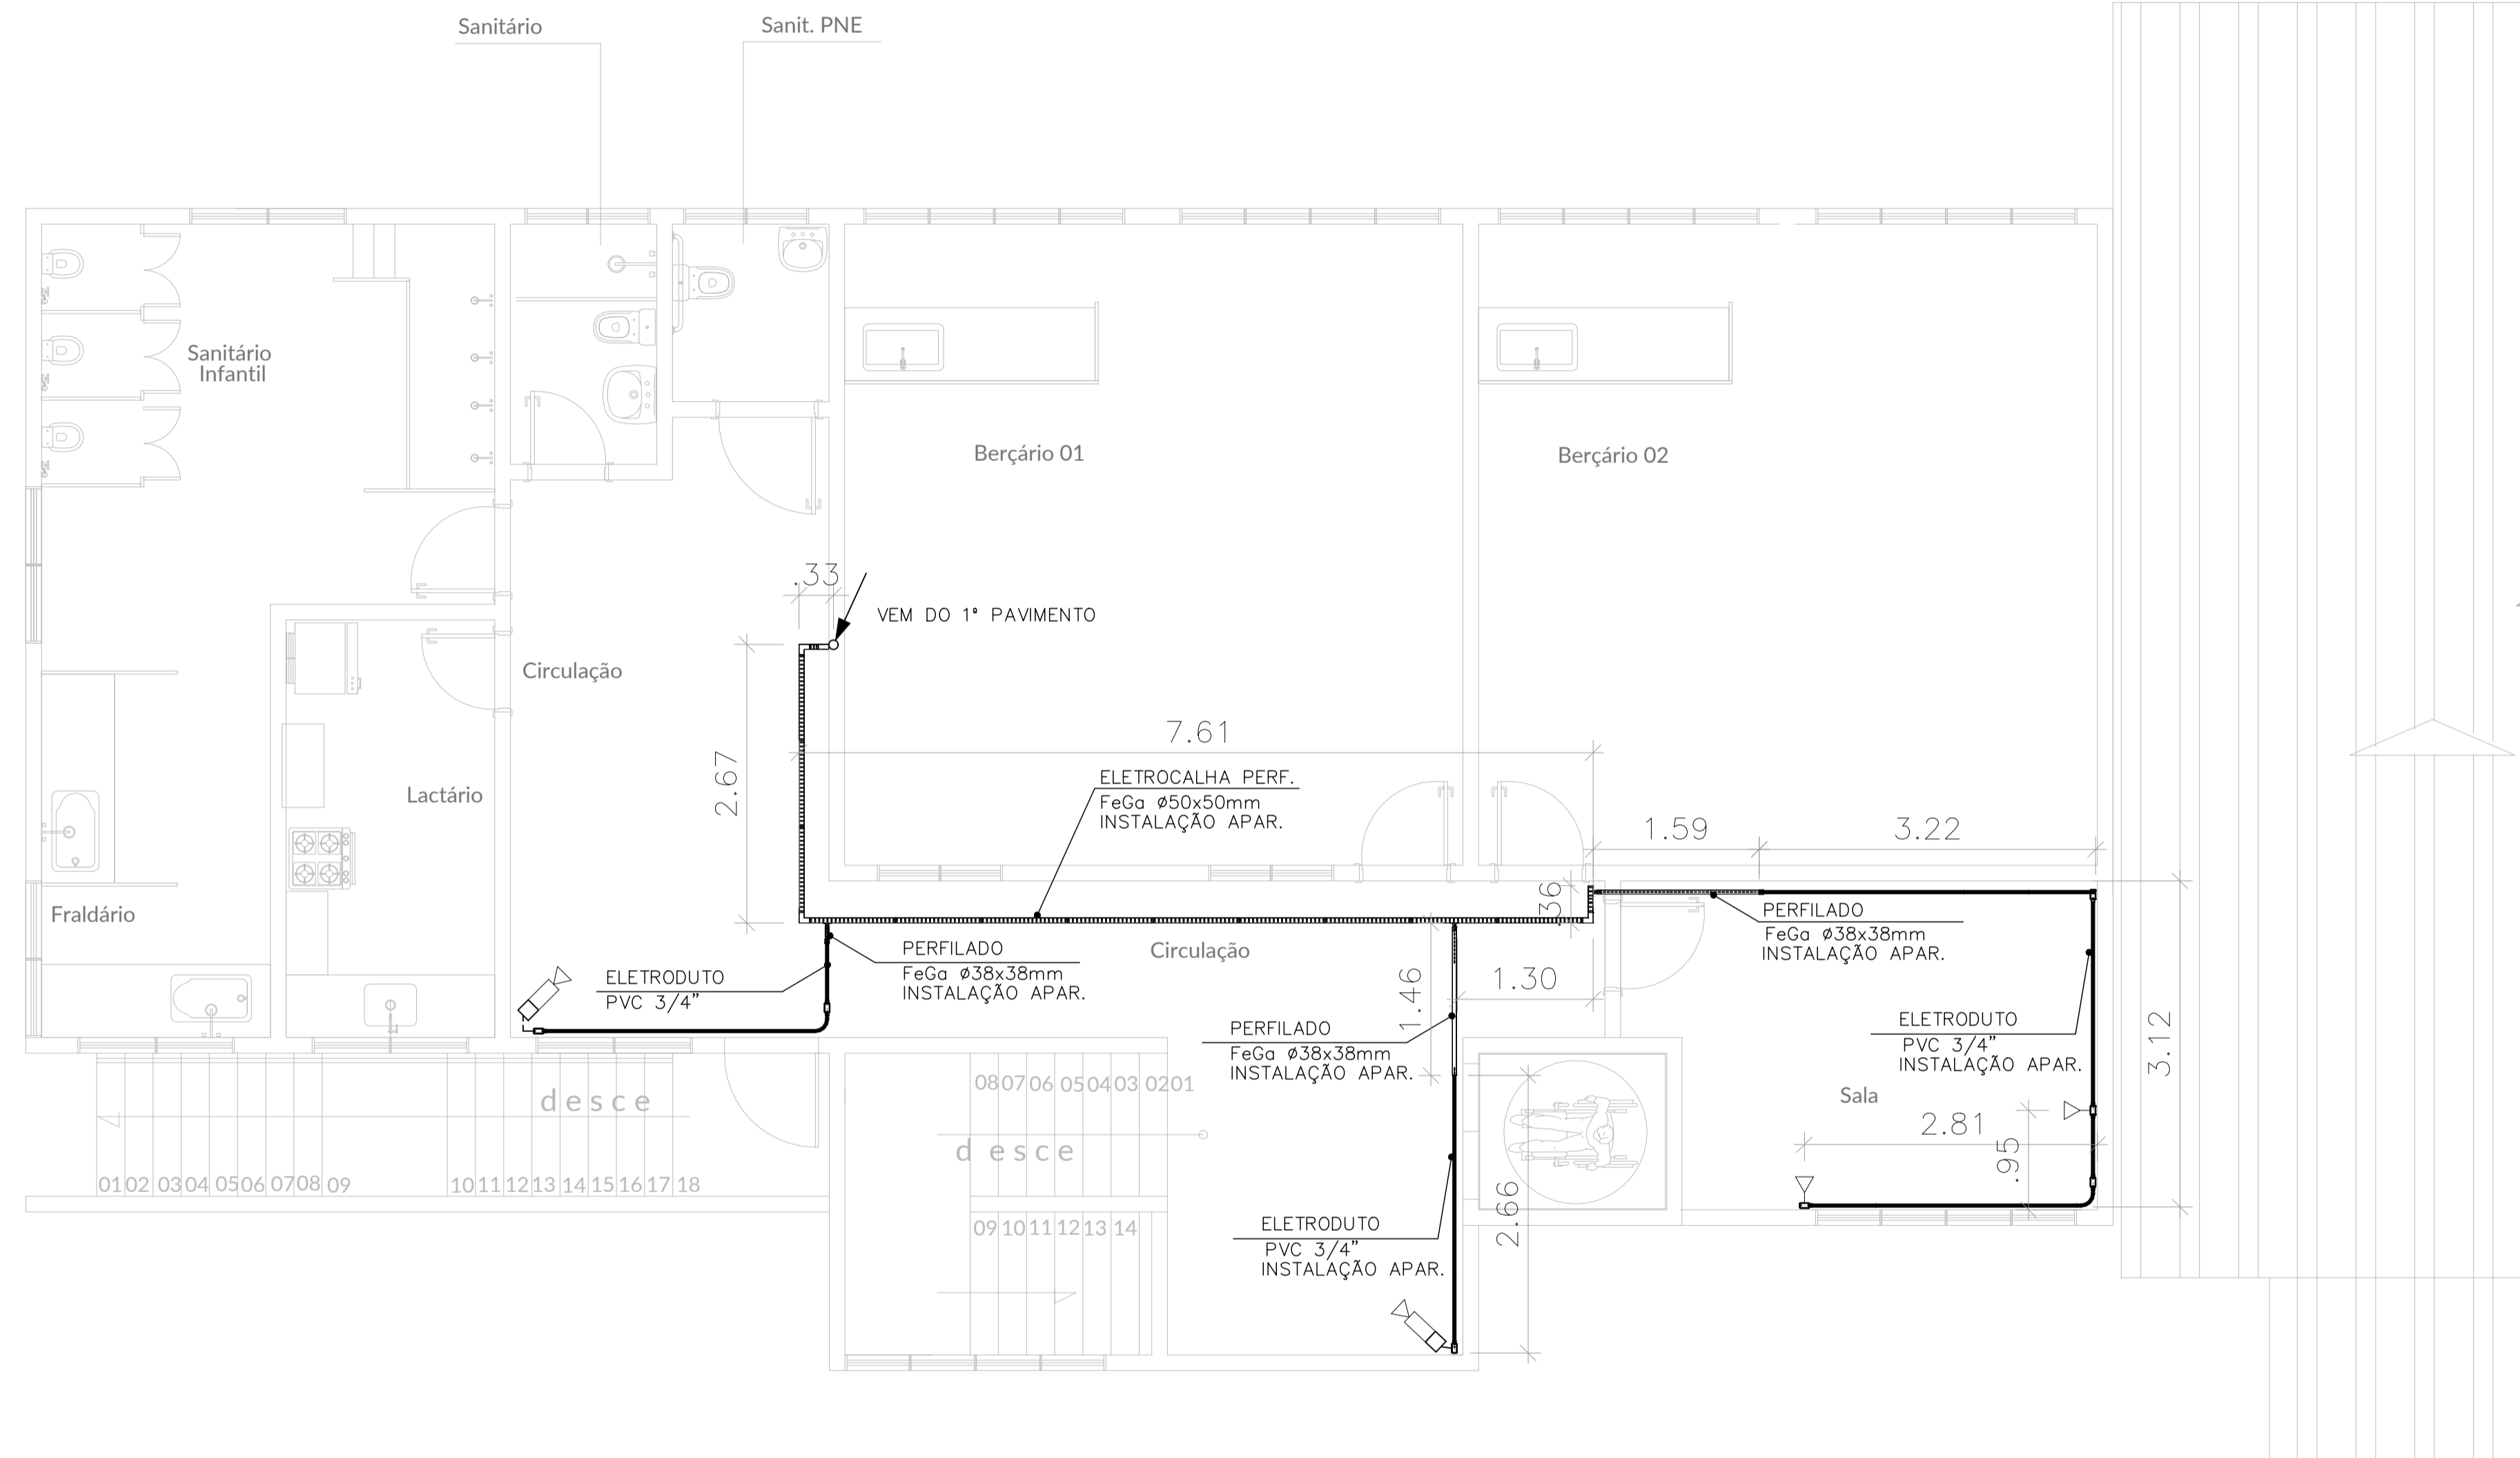 Sanitário
Sanit. PNE
Sanitário
Infantil
Berçário 01
Berçário 02
.33
VEM DO 1° PAVIMENTO
Circulação
7.61
2.67
ELETROCALHA PERF.
FeGa ø50x50mm
INSTALAÇÃO APAR.
Lactário
1.59
3.22
.36
Fraldário
PERFILADO
FeGa ø38x38mm
INSTALAÇÃO APAR.
Circulação
PERFILADO
FeGa ø38x38mm
INSTALAÇÃO APAR.
ELETRODUTO
PVC 3/4"
1.46
1.30
PERFILADO
FeGa ø38x38mm
INSTALAÇÃO APAR.
ELETRODUTO
PVC 3/4"
INSTALAÇÃO APAR.
3.12
desce
08 07 06 05 04 03 02 01
Sala
2.81
.95
desce
01 02 03 04 05 06 07 08 09 10 11 12 13 14 15 16 17 18
09 10 11 12 13 14
2.66
ELETRODUTO
PVC 3/4"
INSTALAÇÃO APAR.